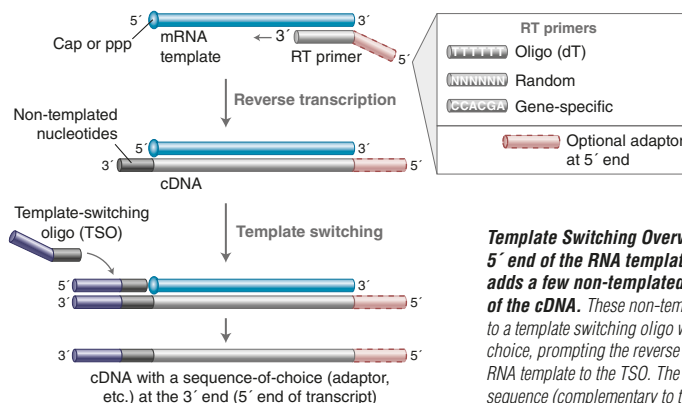 5´ 3´
Cap or ppp
mRNA
template
3´
RT primer
5´
RT primers
TTTTTT Oligo (dT)
NNNNNN Random
CCACGA Gene-specific
Optional adaptor
at 5´ end
Reverse transcription
Non-templated
nucleotides
5´ 3´
3´ 5´
cDNA
Template-switching
oligo (TSO)
Template switching
5´ 3´
3´ 5´
3´ 5´
cDNA with a sequence-of-choice (adaptor,
etc.) at the 3´ end (5´ end of transcript)
Template Switching Overv
5´ end of the RNA templat
adds a few non-templated
of the cDNA. These non-tem
to a template switching oligo w
choice, prompting the reverse
RNA template to the TSO. The
sequence (complementary to t